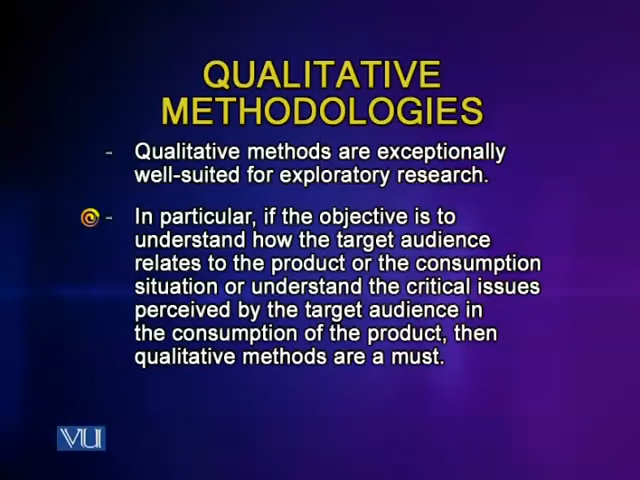 QUALITATIVE
METHODOLOGIES
- Qualitative methods are exceptionally
well-suited for exploratory research.
- In particular, if the objective is to
understand how the target audience
relates to the product or the consumption
situation or understand the critical issues
perceived by the target audience in
the consumption of the product, then
qualitative methods are a must.
VU